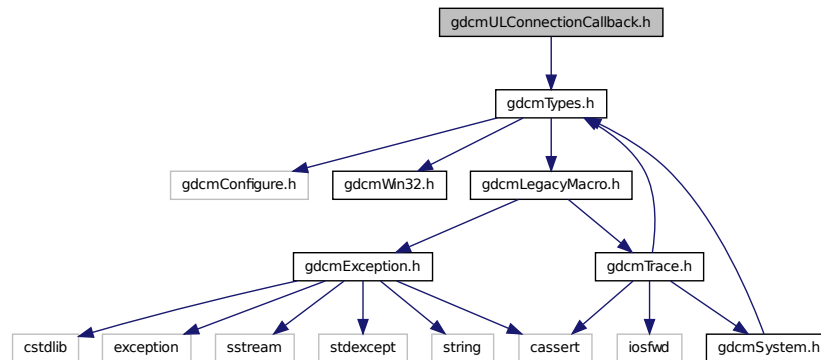 gdcmULConnectionCallback.h
gdcmTypes.h
gdcmConfigure.h
gdcmWin32.h
gdcmLegacyMacro.h
gdcmException.h
gdcmTrace.h
cstdlib
exception
sstream
stdexcept
string
cassert
iosfwd
gdcmSystem.h